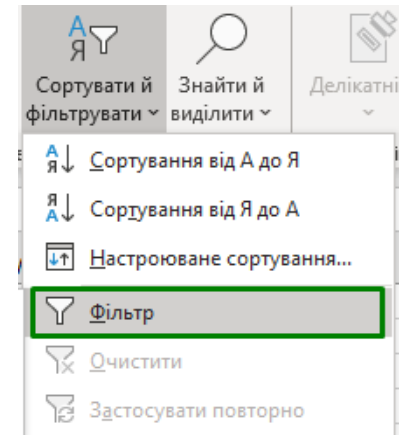 Сортувати й
фільтрувати
Знайти й
виділити
Делікатні
Сортування від А до Я
Сортування від Я до А
Настроюване сортування...
Фільтр
Очистити
Застосувати повторно